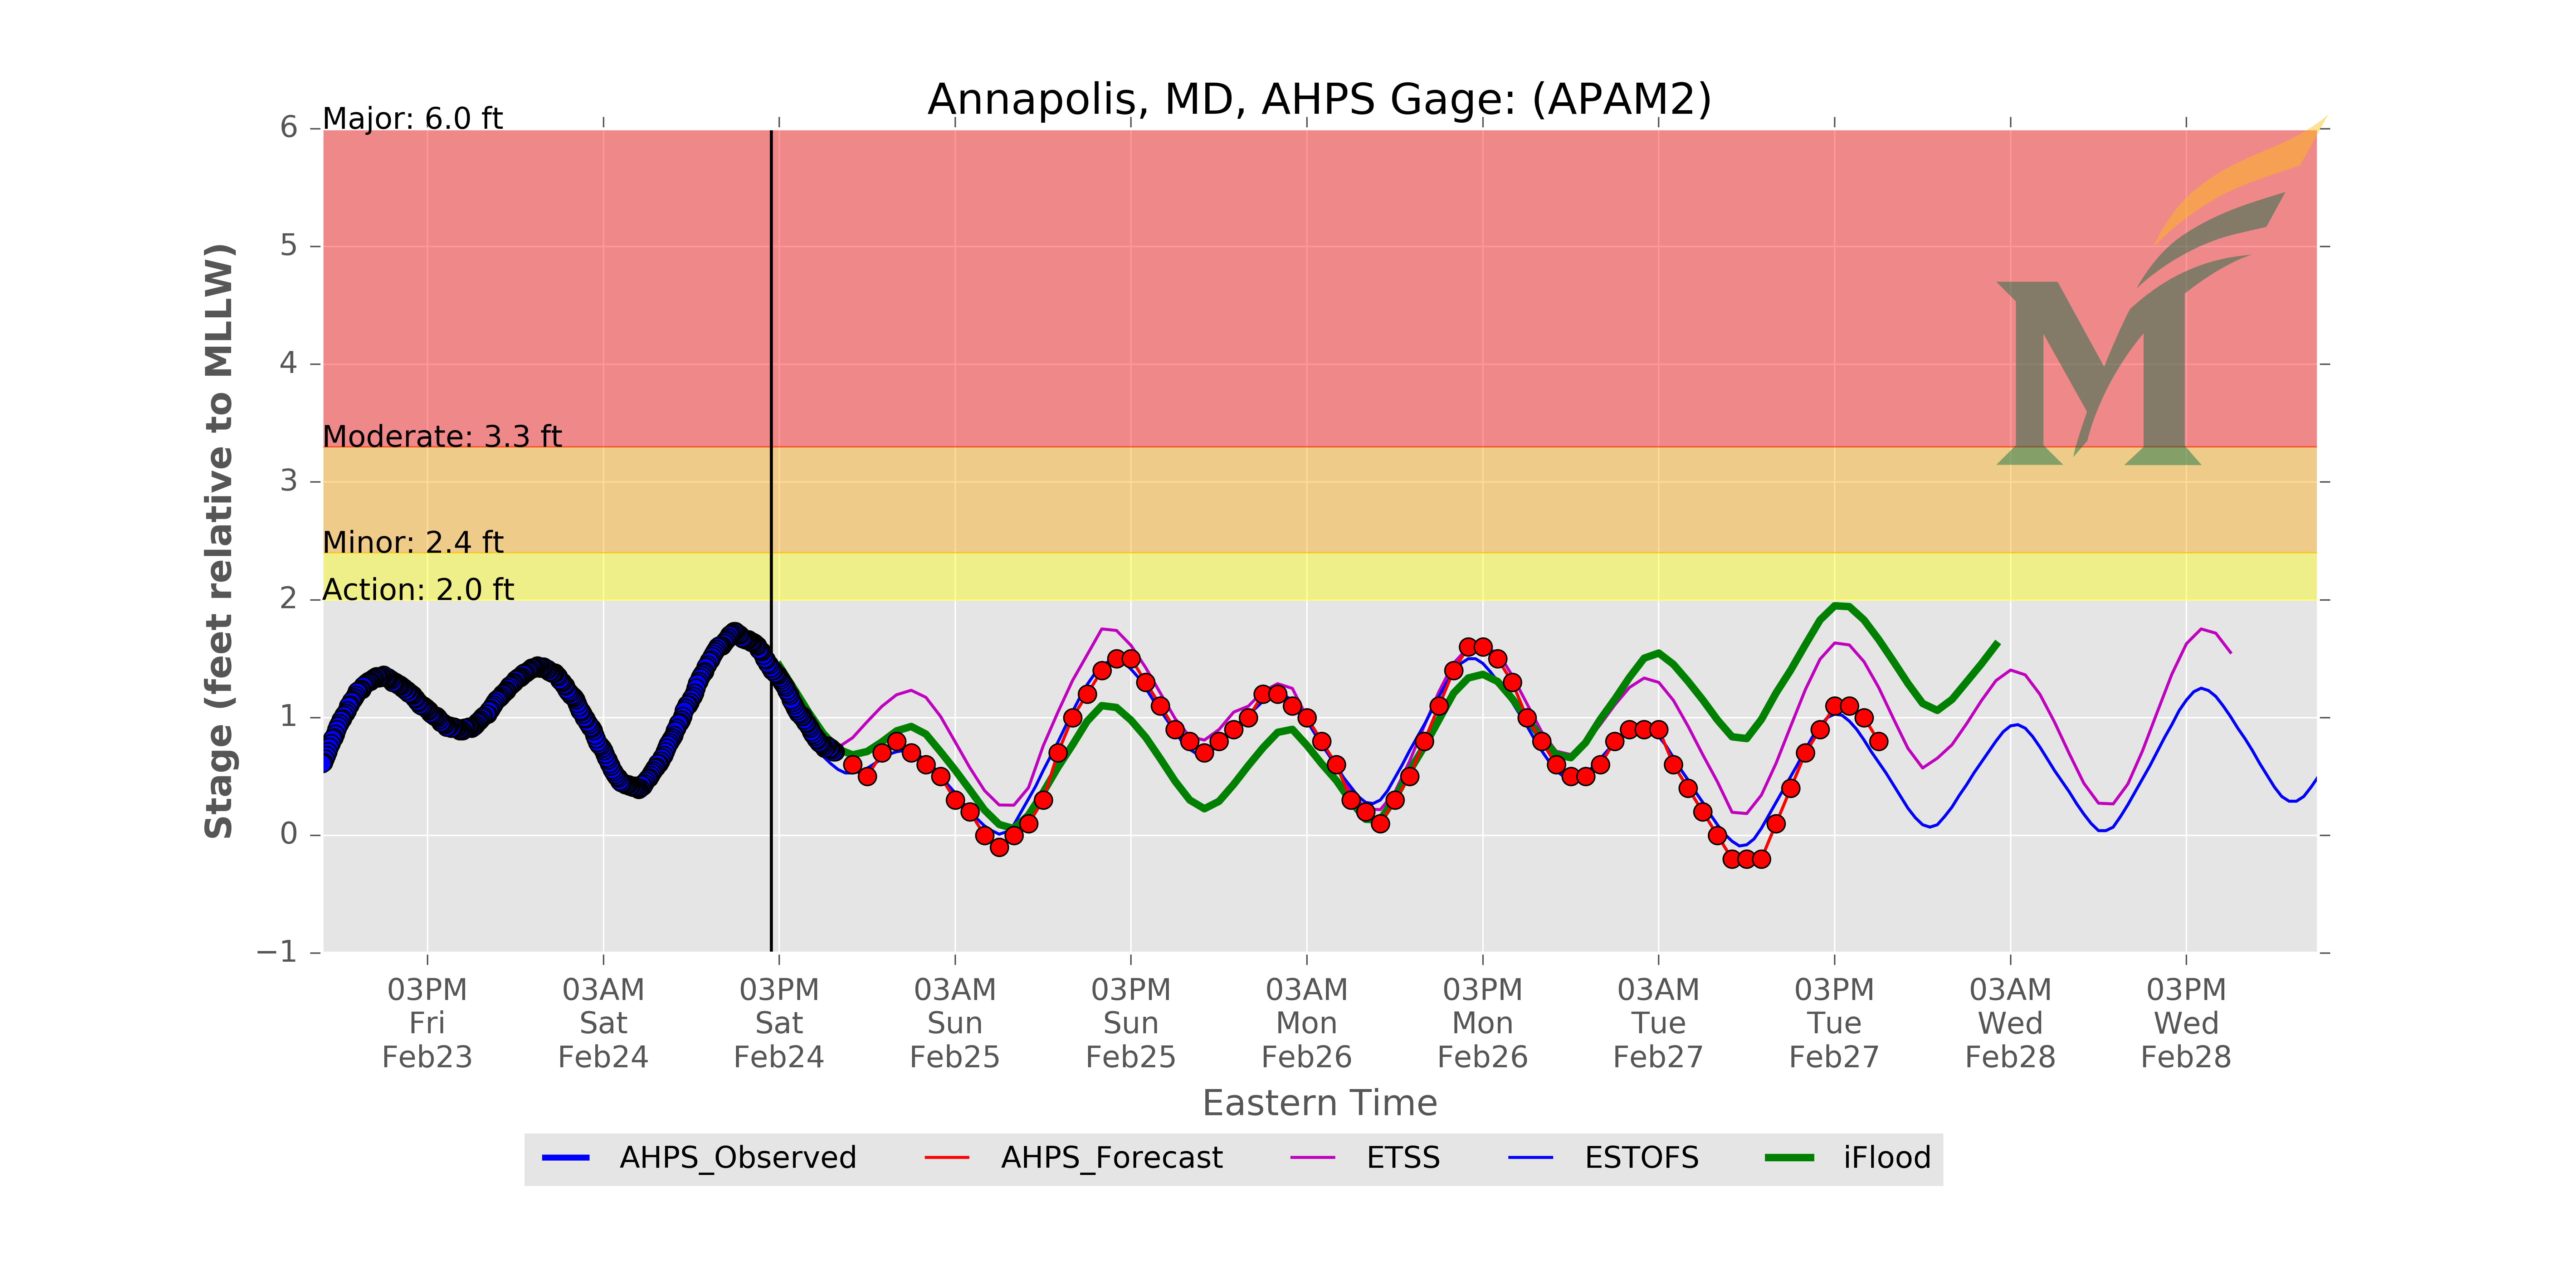 Annapolis, MD, AHPS Gage: (APAM2)
Major: 6.0 ft
Moderate: 3.3 ft
Minor: 2.4 ft
Action: 2.0 ft
6
5
4
3
2
1
0
−1
Stage (feet relative to MLLW)
03PM 03AM 03PM 03AM 03PM 03AM 03PM 03AM 03PM 03AM 03PM
Fri Sat Sat Sun Sun Mon Mon Tue Tue Wed Wed
Feb23 Feb24 Feb24 Feb25 Feb25 Feb26 Feb26 Feb27 Feb27 Feb28 Feb28
Eastern Time
AHPS_Observed AHPS_Forecast ETSS ESTOFS iFlood
M